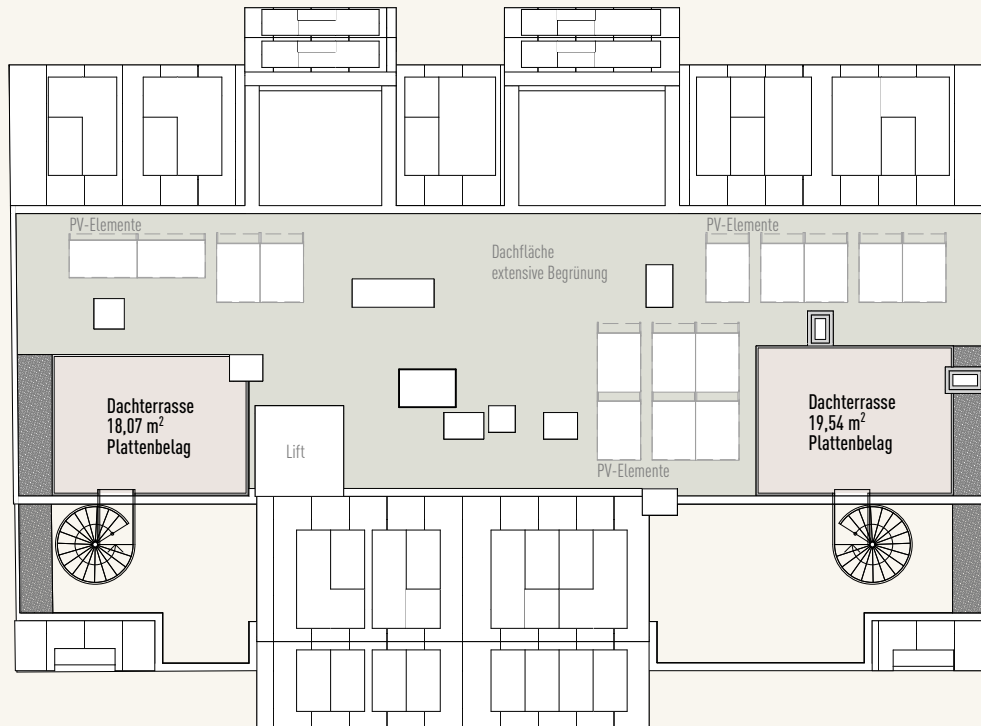 PV-Elemente
PV-Elemente
Dachfläche
extensive Begrünung
Dachterrasse
18,07 m²
Plattenbelag
Dachterrasse
19,54 m²
Plattenbelag
Lift
PV-Elemente